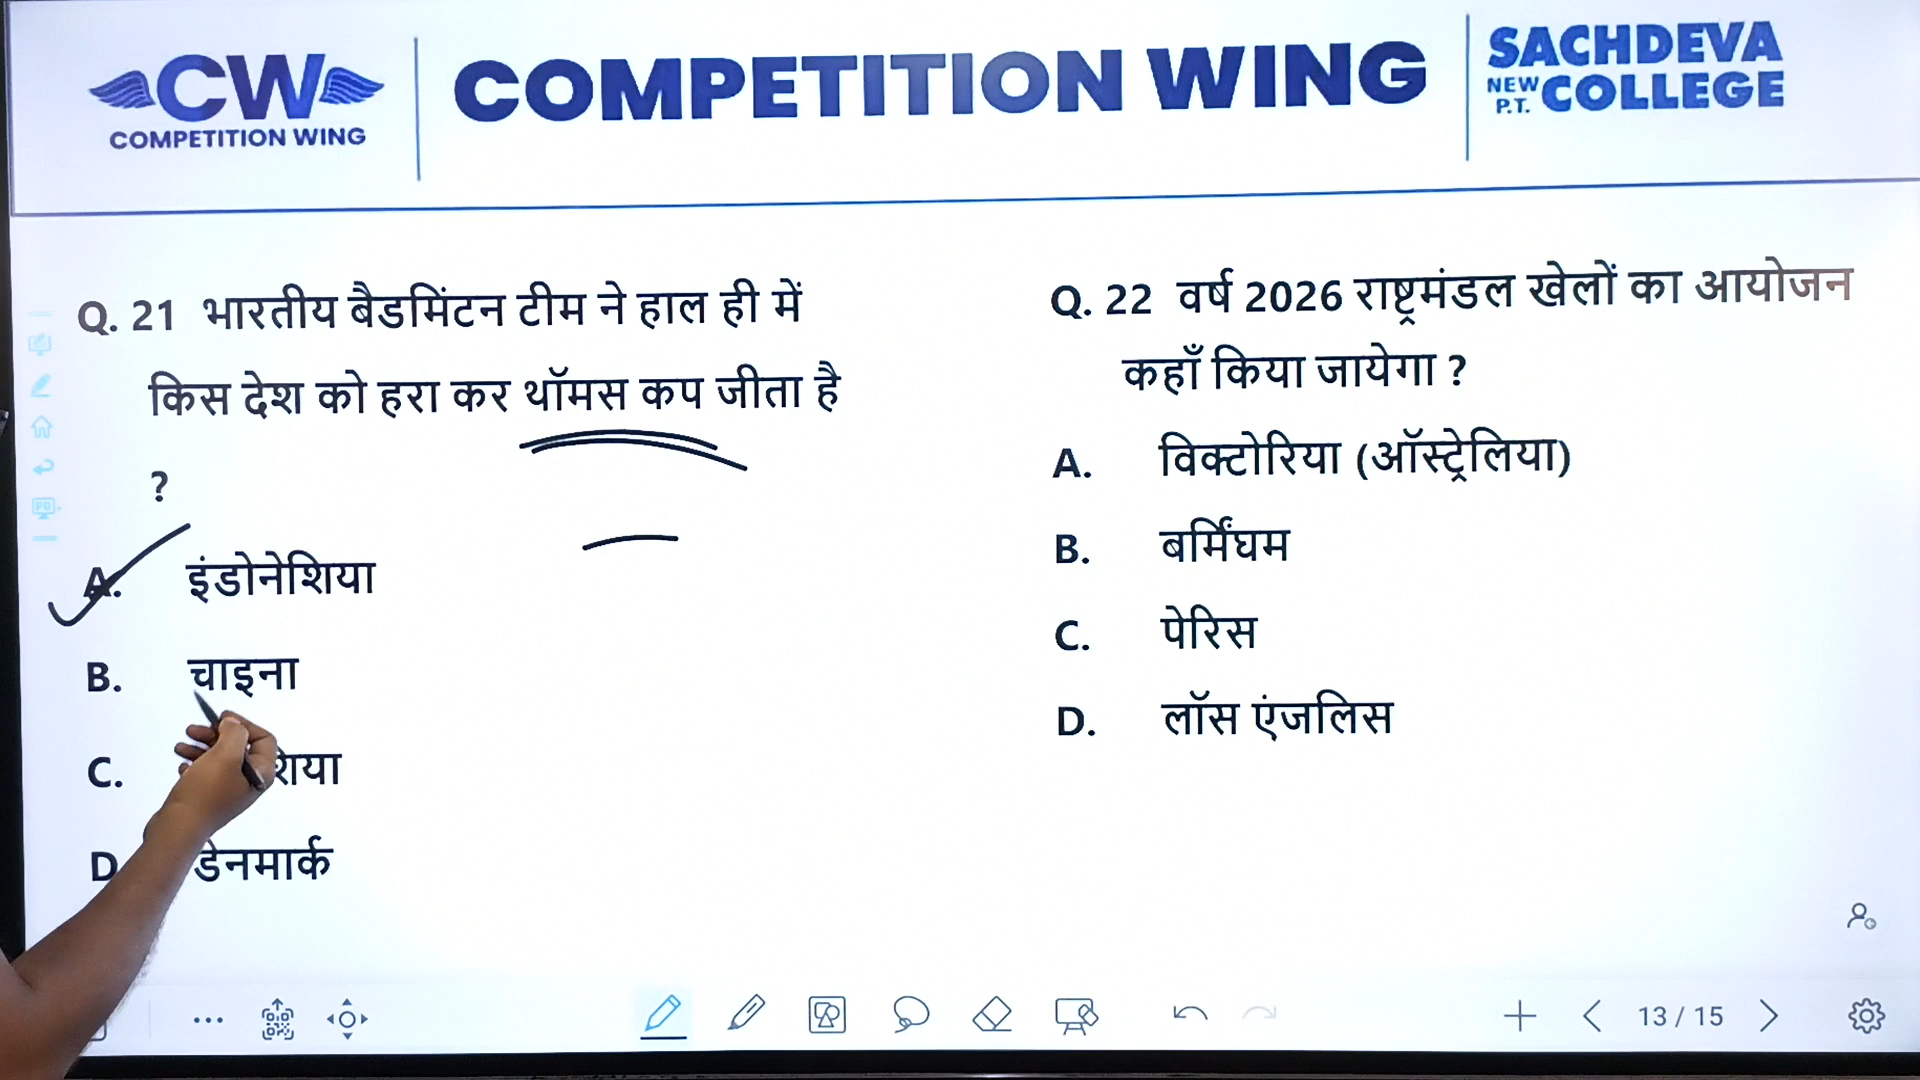 CW
COMPETITION WING
COMPETITION WING
SACHDEVA
NEW P.T. COLLEGE
Q. 21 भारतीय बैडमिंटन टीम ने हाल ही में
किस देश को हरा कर थॉमस कप जीता है
?
A. इंडोनेशिया
B. चाइना
C. शिया
D डेनमार्क
Q. 22 वर्ष 2026 राष्ट्रमंडल खेलों का आयोजन
कहाँ किया जायेगा ?
A. विक्टोरिया (ऑस्ट्रेलिया)
B. बर्मिंघम
C. पेरिस
D. लॉस एंजलिस
13 / 15